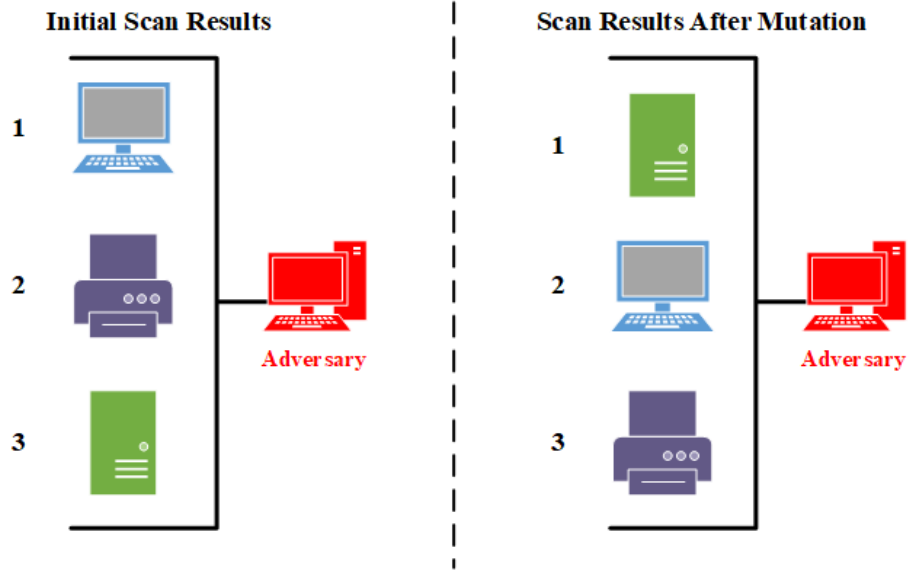 Initial Scan Results
1
2
3
Adversary
Scan Results After Mutation
1
2
3
Adversary